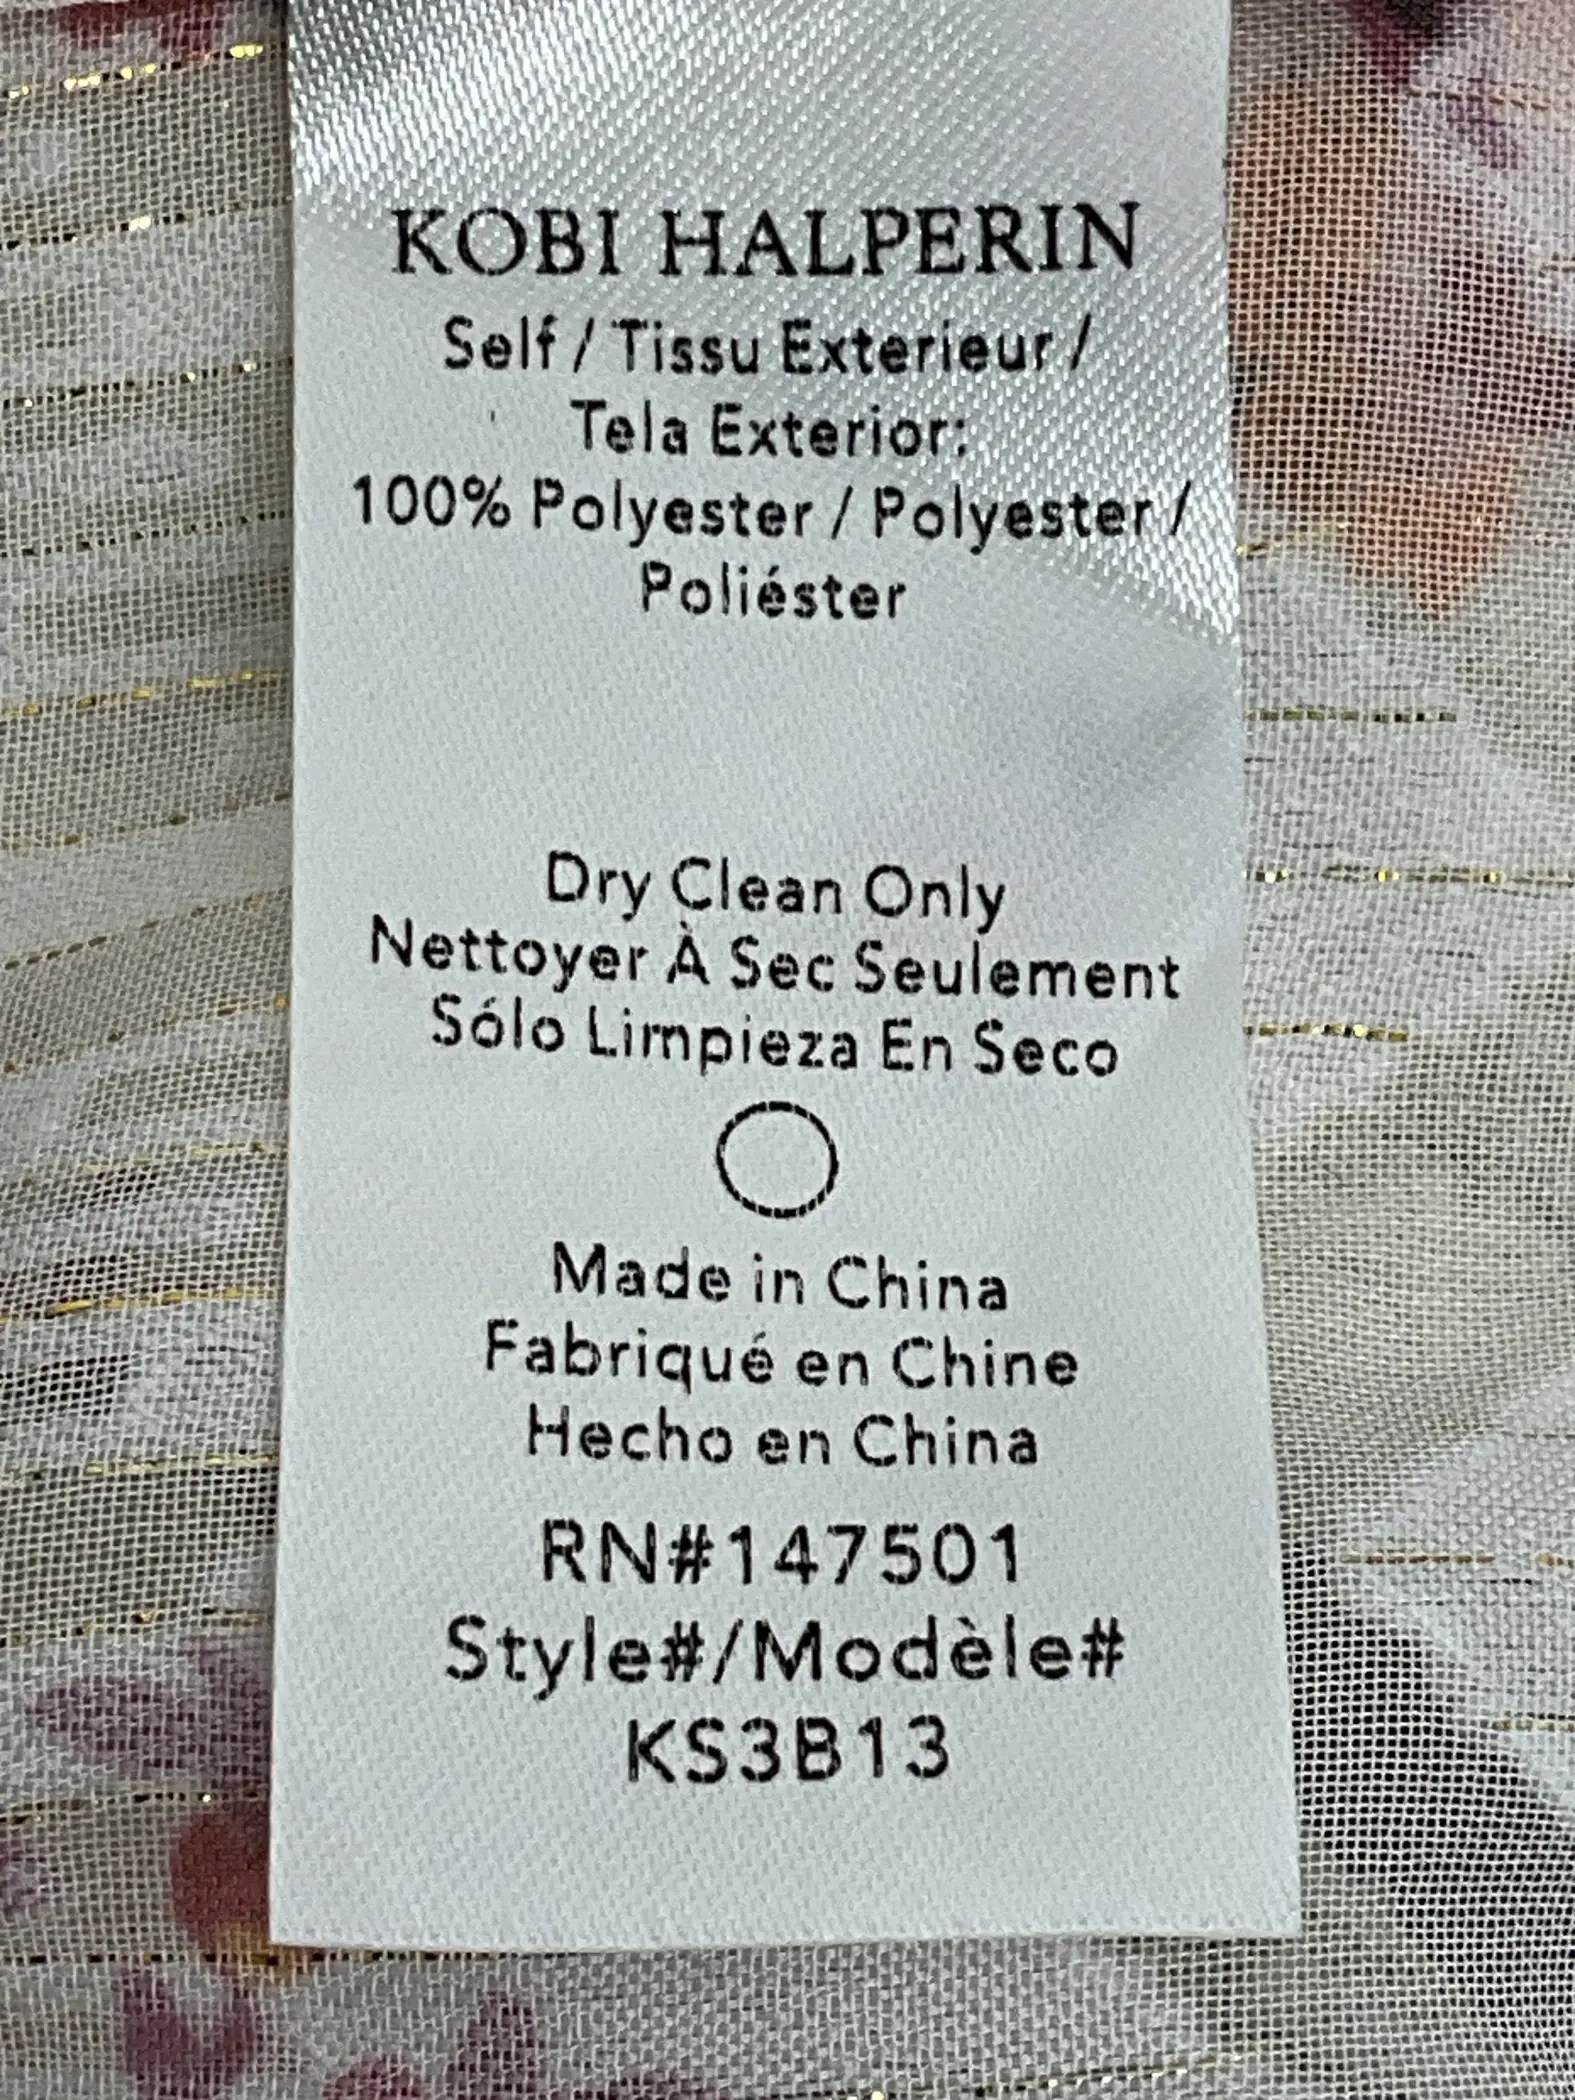 KOBI HALPERIN
Self / Tissu Exterieur /
Tela Exterior:
100% Polyester / Polyester /
Poliéster
Dry Clean Only
Nettoyer À Sec Seulement
Sólo Limpieza En Seco
Made in China
Fabriqué en Chine
Hecho en China
RN#147501
Style#/Modèle#
KS3B13